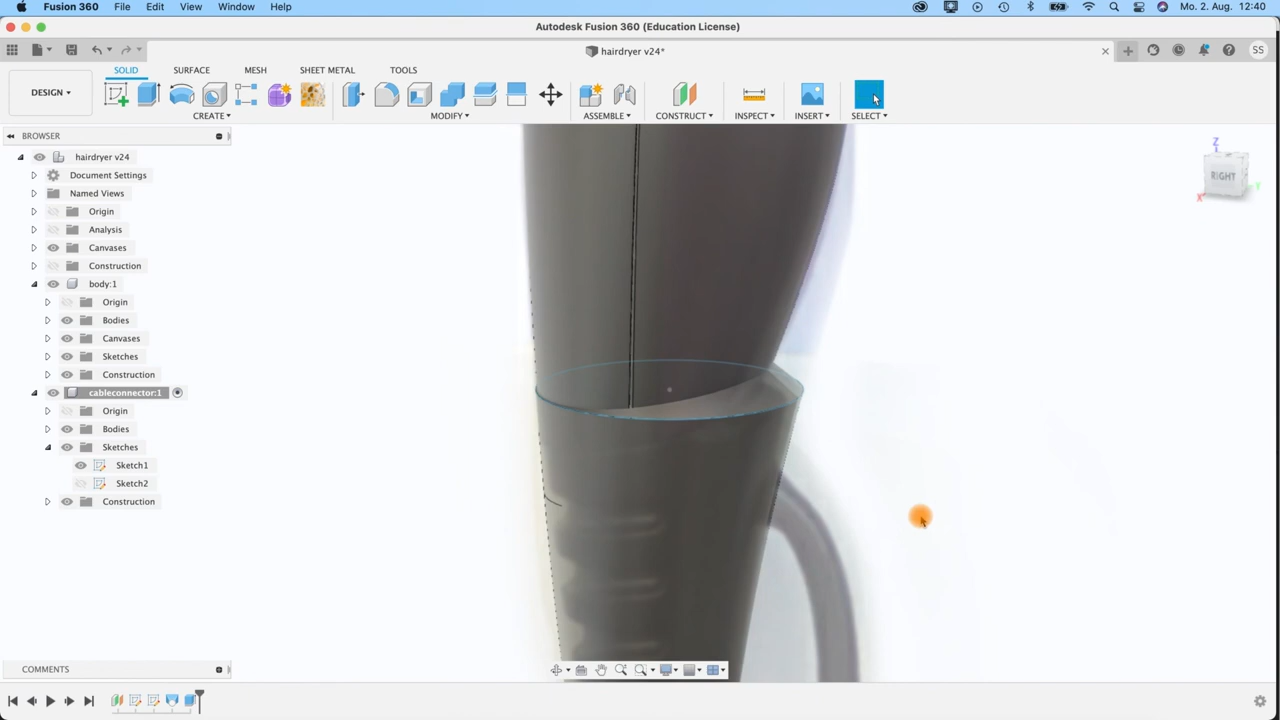 Fusion 360 File Edit View Window Help Mo. 2. Aug. 12:40
Autodesk Fusion 360 (Education License)
hairdryer v24*
SS
SOLID SURFACE MESH SHEET METAL TOOLS
DESIGN
CREATE MODIFY ASSEMBLE CONSTRUCT INSPECT INSERT SELECT
BROWSER
hairdryer v24
Document Settings
Named Views
Origin
Analysis
Canvases
Construction
body:1
Origin
Bodies
Canvases
Sketches
Construction
cableconnector:1
Origin
Bodies
Sketches
Sketch1
Sketch2
Construction
Z
RIGHT
X
Y
COMMENTS